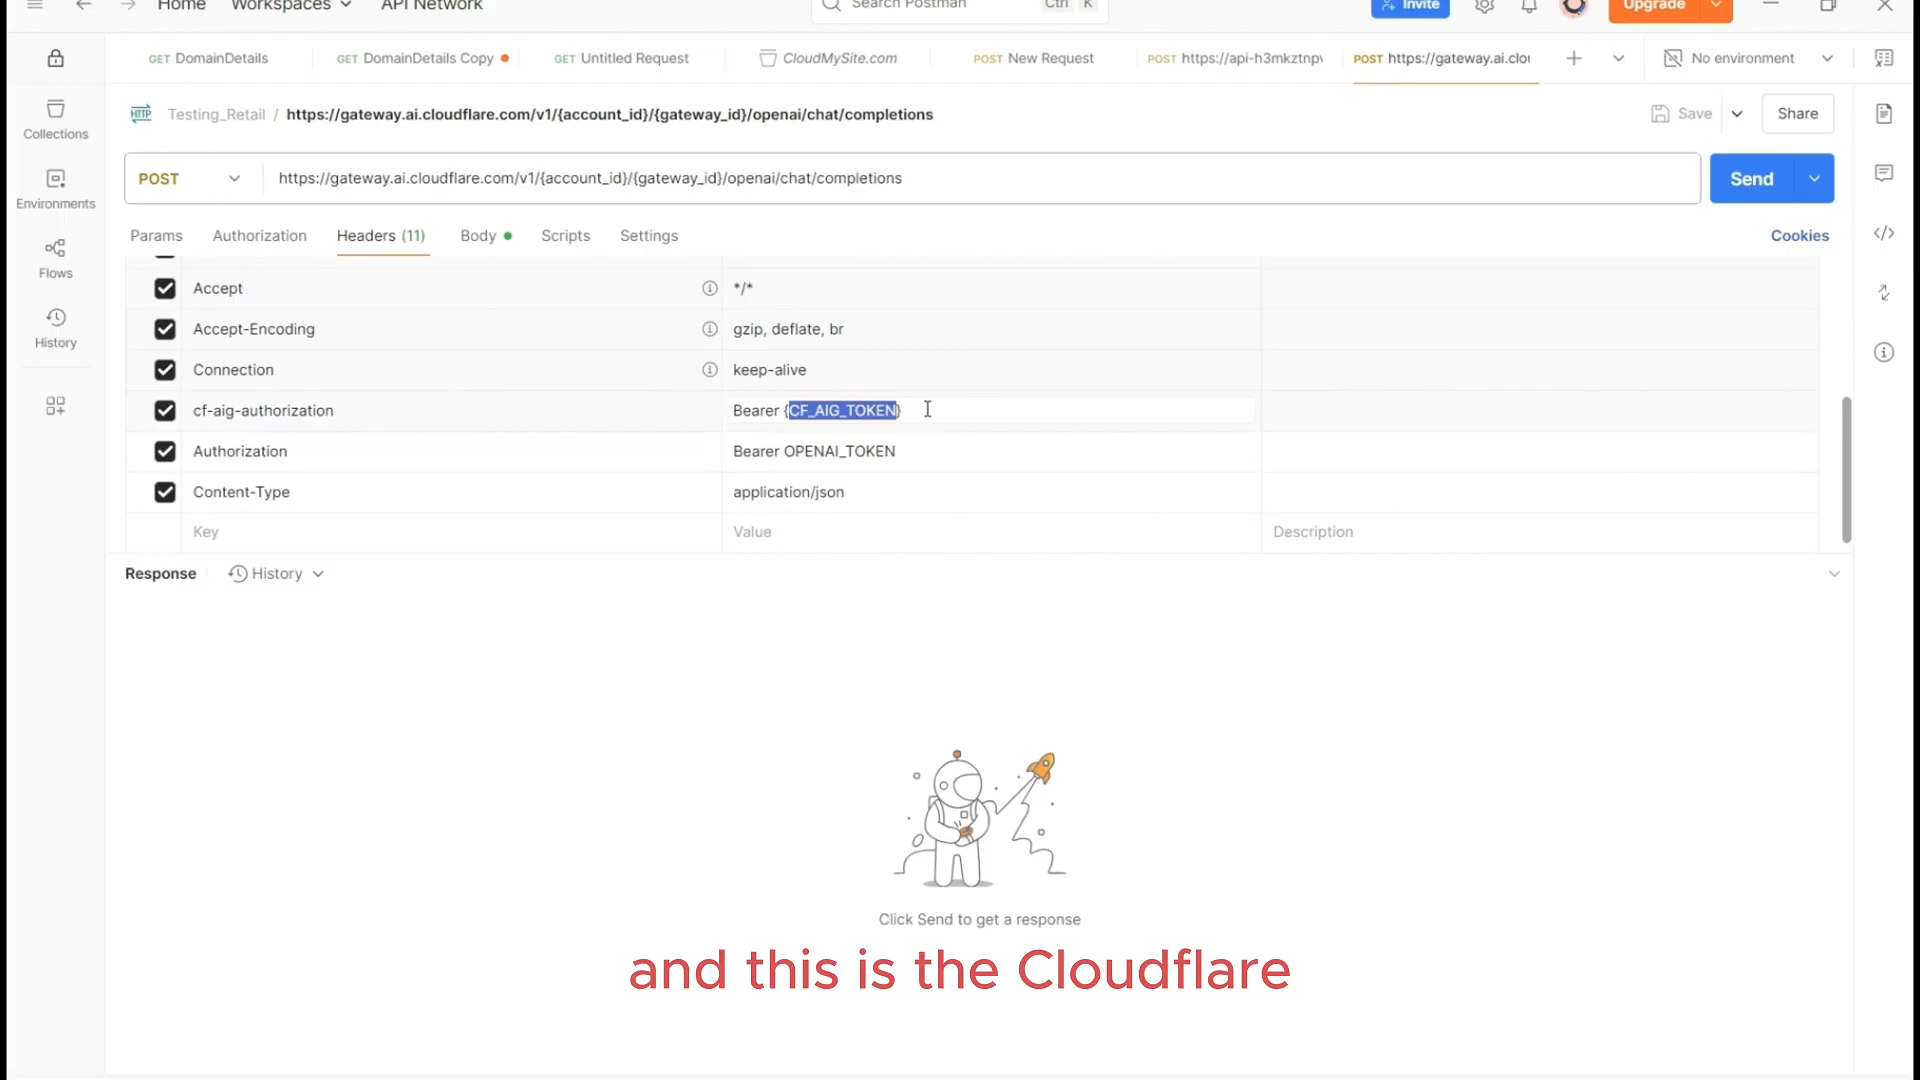 Home Workspaces API Network Search Postman Ctrl K Invite Upgrade
GET DomainDetails GET DomainDetails Copy GET Untitled Request CloudMySite.com POST New Request POST https://api-h3mkztnpv POST https://gateway.ai.clou No environment
HTTP Testing_Retail / https://gateway.ai.cloudflare.com/v1/{account_id}/{gateway_id}/openai/chat/completions Save Share
Collections
POST https://gateway.ai.cloudflare.com/v1/{account_id}/{gateway_id}/openai/chat/completions Send
Environments
Params Authorization Headers (11) Body Scripts Settings Cookies
Flows
Accept */*
Accept-Encoding gzip, deflate, br
History
Connection keep-alive
cf-aig-authorization Bearer {CF_AIG_TOKEN}
Authorization Bearer OPENAI_TOKEN
Content-Type application/json
Key Value Description
Response History
Click Send to get a response
and this is the Cloudflare